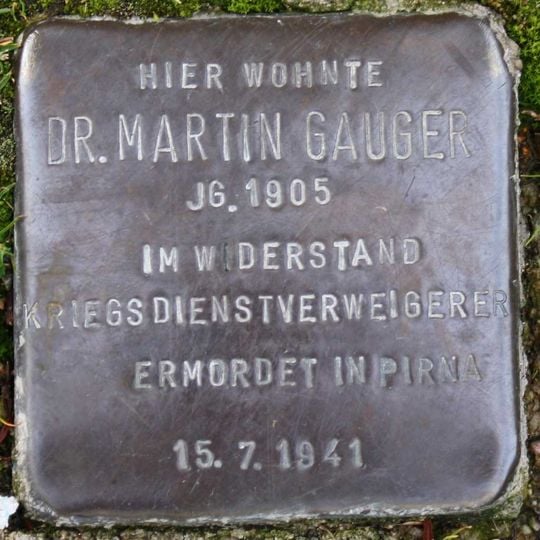 HIER WOHNTE
DR. MARTIN GAUGER
JG. 1905
IM WIDERSTAND
KRIEGSDIENSTVERWEIGERER
ERMORDET IN PIRNA
15. 7. 1941